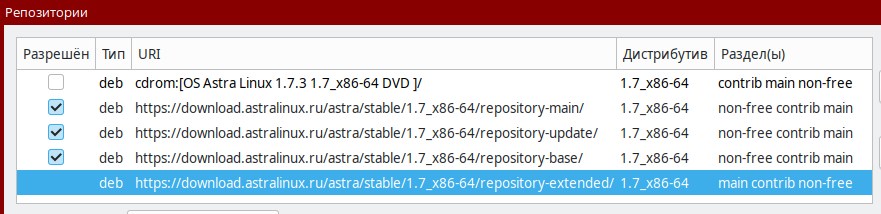 Репозитории
Разрешён Тип URI Дистрибутив Раздел(ы)
deb cdrom:[OS Astra Linux 1.7.3 1.7_x86-64 DVD ]/ 1.7_x86-64 contrib main non-free
deb https://download.astralinux.ru/astra/stable/1.7_x86-64/repository-main/ 1.7_x86-64 non-free contrib main
deb https://download.astralinux.ru/astra/stable/1.7_x86-64/repository-update/ 1.7_x86-64 non-free contrib main
deb https://download.astralinux.ru/astra/stable/1.7_x86-64/repository-base/ 1.7_x86-64 non-free contrib main
deb https://download.astralinux.ru/astra/stable/1.7_x86-64/repository-extended/ 1.7_x86-64 main contrib non-free